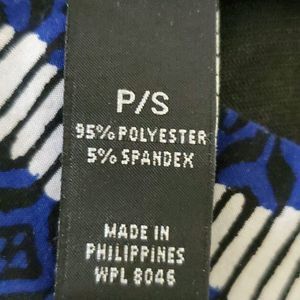 P/S
95% POLYESTER
5% SPANDEX
MADE IN
PHILIPPINES
WPL 8046